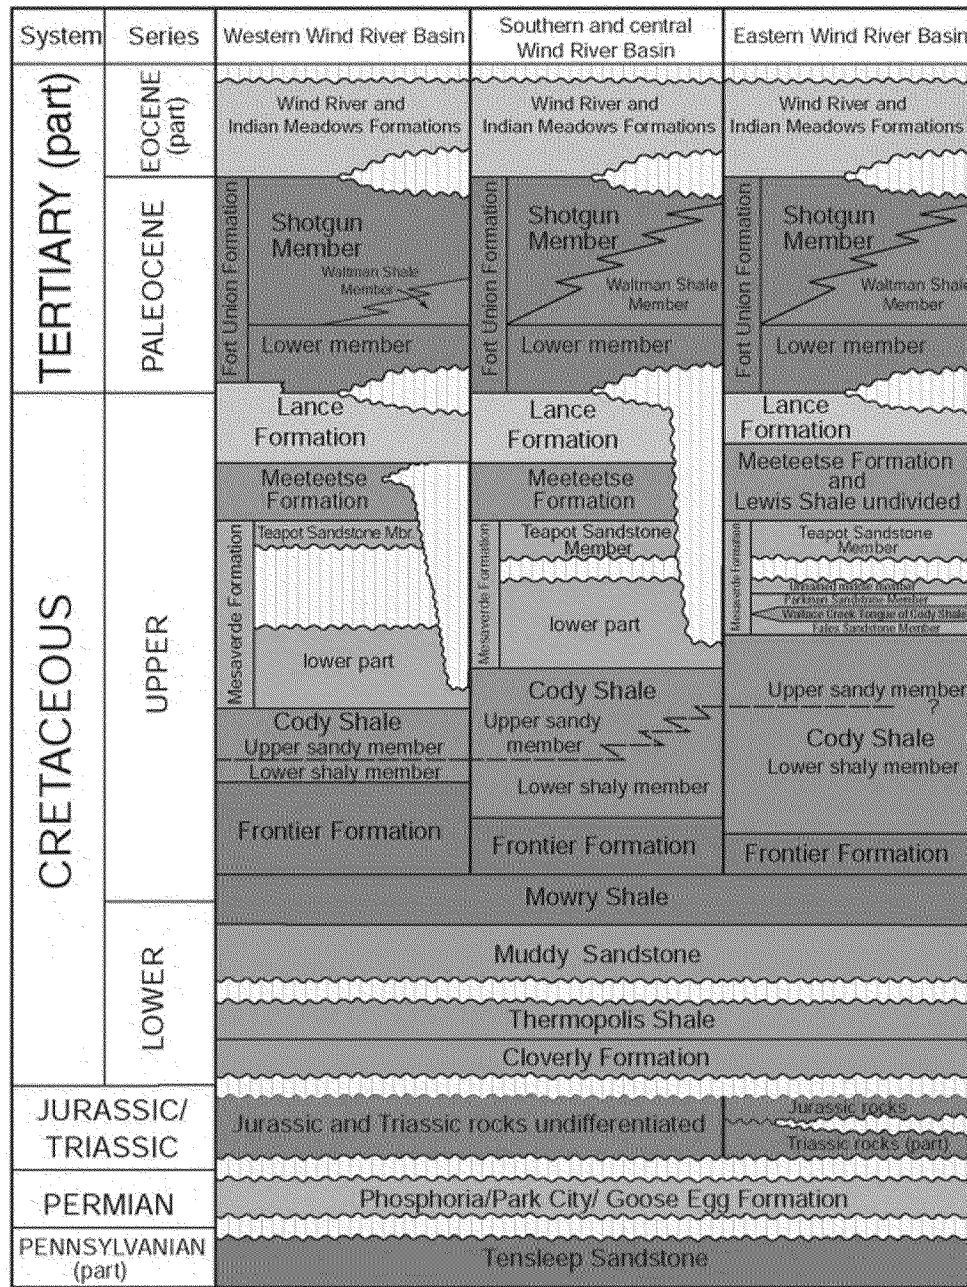 System
Series
Western Wind River Basin
Southern and central
Wind River Basin
Eastern Wind River Basin
TERTIARY (part)
EOCENE
(part)
Wind River and
Indian Meadows Formations
Wind River and
Indian Meadows Formations
Wind River and
Indian Meadows Formations
PALEOCENE
Fort Union Formation
Shotgun
Member
Waltman Shale
Member
Lower member
Fort Union Formation
Shotgun
Member
Waltman Shale
Member
Lower member
Fort Union Formation
Shotgun
Member
Waltman Shale
Member
Lower member
CRETACEOUS
UPPER
Lance
Formation
Lance
Formation
Lance
Formation
Meeteetse
Formation
Meeteetse
Formation
Meeteetse Formation
and
Lewis Shale undivided
Mesaverde Formation
Teapot Sandstone Mbr.
lower part
Mesaverde Formation
Teapot Sandstone
Member
lower part
Mesaverde Formation
Teapot Sandstone
Member
Unnamed middle member
Parkman Sandstone Member
Wallace Creek Tongue of Cody Shale
Fales Sandstone Member
Cody Shale
Upper sandy member
Lower shaly member
Cody Shale
Upper sandy
member
Lower shaly member
Upper sandy member
?
Cody Shale
Lower shaly member
Frontier Formation
Frontier Formation
Frontier Formation
Mowry Shale
LOWER
Muddy Sandstone
Thermopolis Shale
Cloverly Formation
JURASSIC/
TRIASSIC
Jurassic and Triassic rocks undifferentiated
Jurassic rocks
Triassic rocks (part)
PERMIAN
Phosphoria/Park City/ Goose Egg Formation
PENNSYLVANIAN
(part)
Tensleep Sandstone